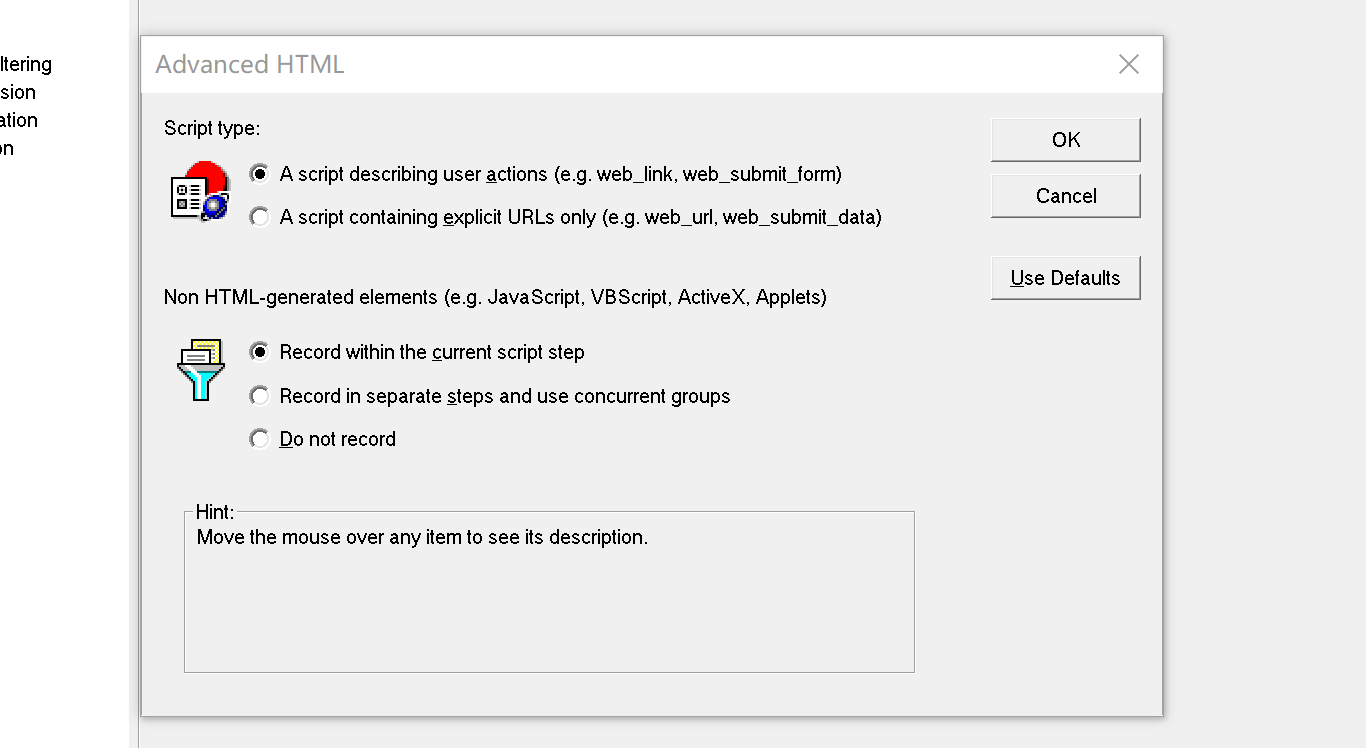 ltering
sion
ation
on
Advanced HTML
Script type:
A script describing user actions (e.g. web_link, web_submit_form)
A script containing explicit URLs only (e.g. web_url, web_submit_data)
OK
Cancel
Use Defaults
Non HTML-generated elements (e.g. JavaScript, VBScript, ActiveX, Applets)
Record within the current script step
Record in separate steps and use concurrent groups
Do not record
Hint:
Move the mouse over any item to see its description.